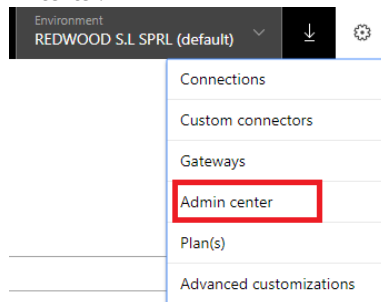 Environment
REDWOOD S.L SPRL (default)
Connections
Custom connectors
Gateways
Admin center
Plan(s)
Advanced customizations